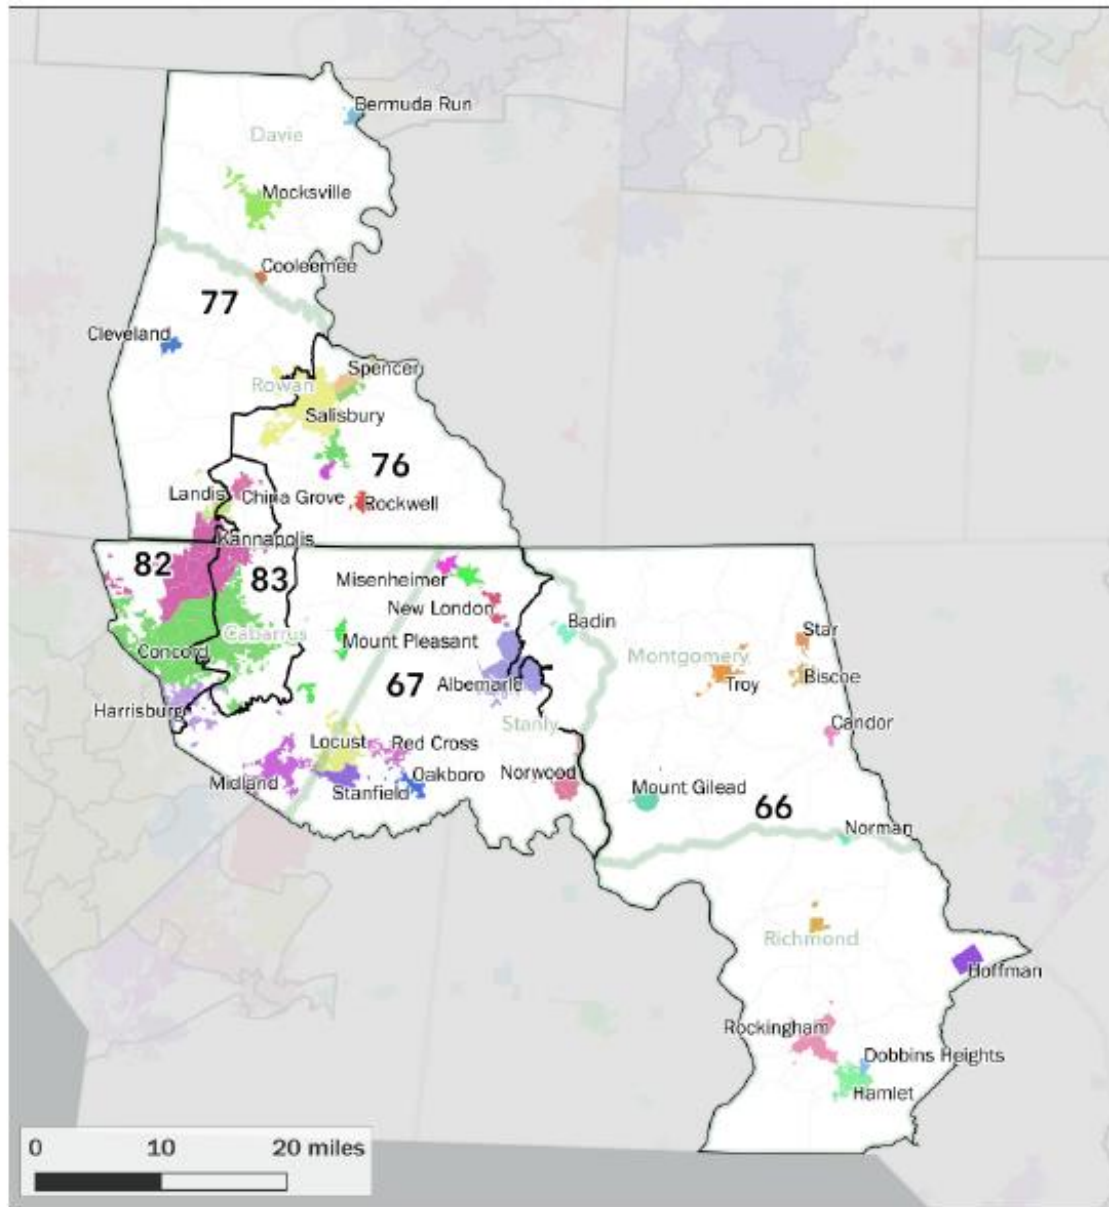 Bermuda Run
Davie
Mocksville
Cooleemee
77
Cleveland
Spencer
Rowan
Salisbury
76
Landis
China Grove
Rockwell
Kannapolis
82
83
Misenheimer
New London
Badin
Star
Cabarrus
Mount Pleasant
Concord
Montgomery
67
Albemarle
Troy
Biscoe
Harrisburg
Stanly
Candor
Locust
Red Cross
Midland
Stanfield
Oakboro
Norwood
Mount Gilead
66
Norman
Richmond
Hoffman
Rockingham
Dobbins Heights
Hamlet
0 10 20 miles